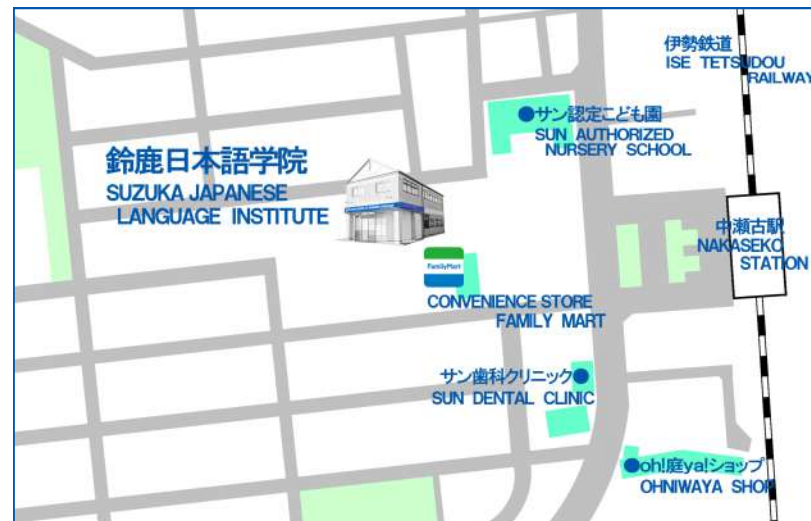 伊勢鉄道
ISE TETSUDOU
RAILWAY
サン認定こども園
SUN AUTHORIZED
NURSERY SCHOOL
鈴鹿日本語学院
SUZUKA JAPANESE
LANGUAGE INSTITUTE
中瀬古駅
NAKASEKO
STATION
FamilyMart
CONVENIENCE STORE
FAMILY MART
サン歯科クリニック
SUN DENTAL CLINIC
oh!庭ya!ショップ
OHNIWAYA SHOP